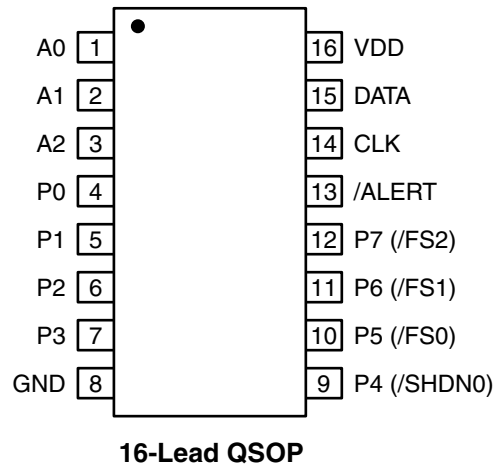 A0 1 16 VDD
A1 2 15 DATA
A2 3 14 CLK
P0 4 13 /ALERT
P1 5 12 P7 (/FS2)
P2 6 11 P6 (/FS1)
P3 7 10 P5 (/FS0)
GND 8 9 P4 (/SHDN0)
16-Lead QSOP